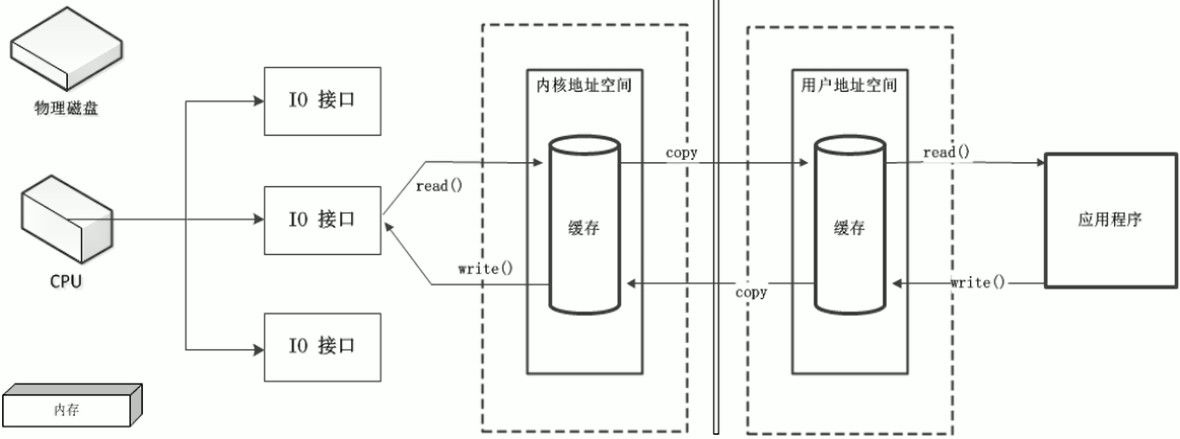 物理磁盘
CPU
内存
IO 接口
IO 接口
IO 接口
read()
write()
内核地址空间
缓存
copy
copy
用户地址空间
缓存
read()
write()
应用程序